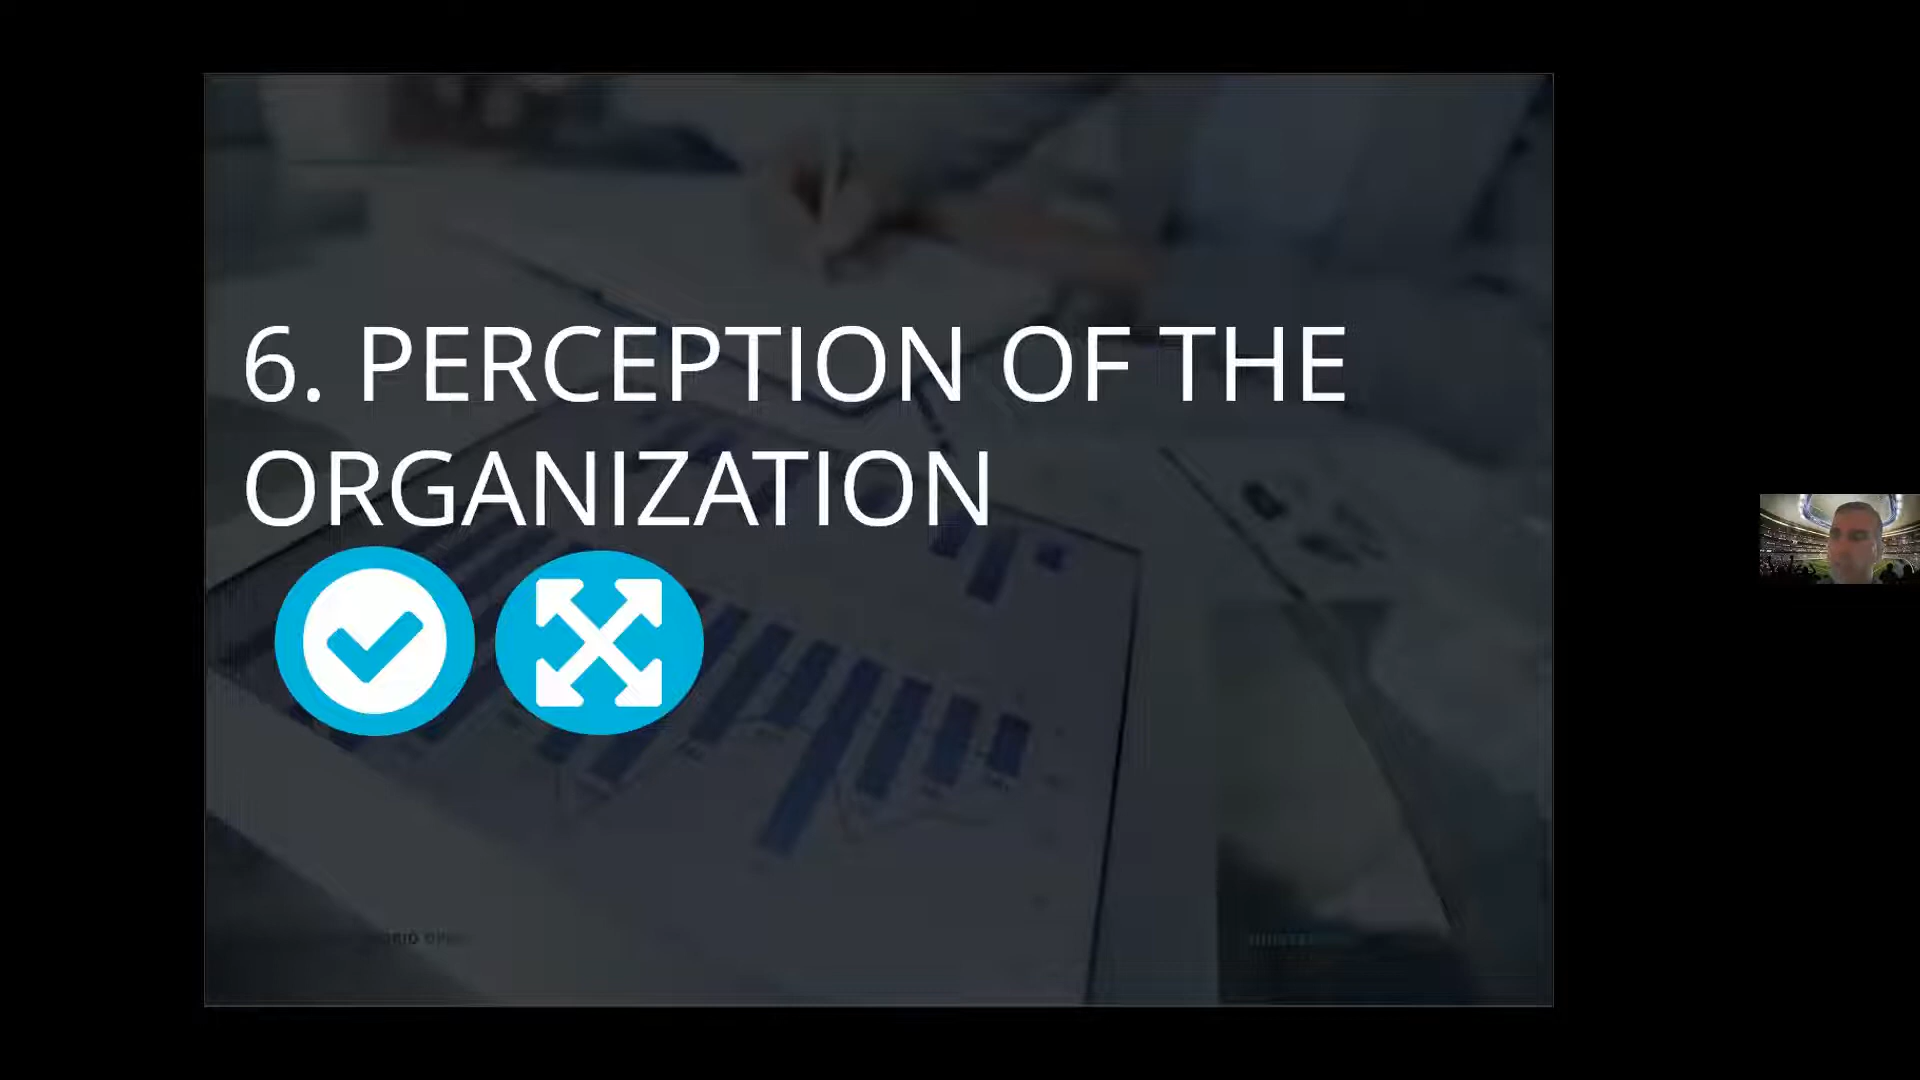 6. PERCEPTION OF THE
ORGANIZATION